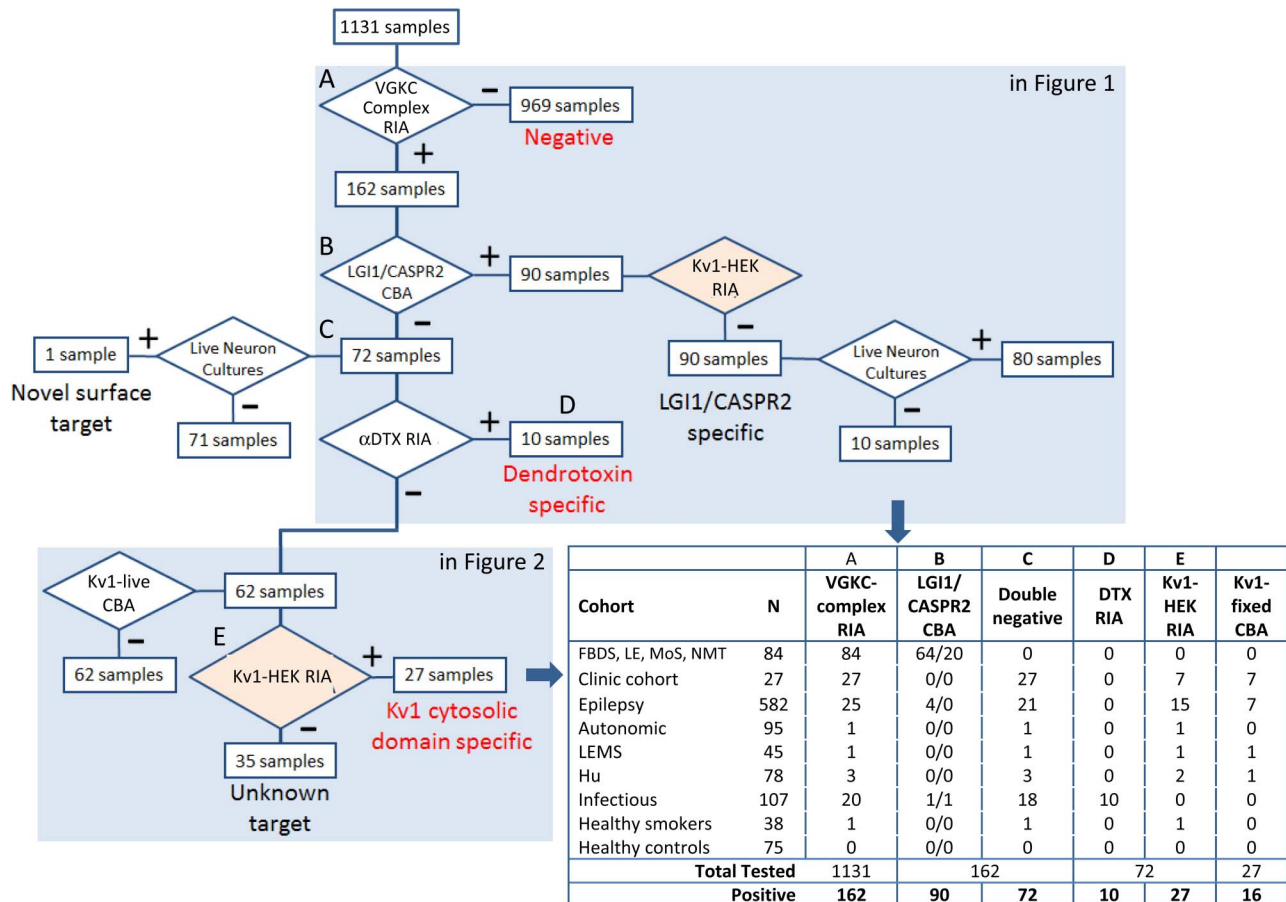 1131 samples
in Figure 1
A
VGKC
Complex
RIA
−
969 samples
Negative
+
162 samples
B
LGI1/CASPR2
CBA
+
90 samples
Kv1-HEK
RIA
−
−
C
1 sample
+
Live Neuron
Cultures
72 samples
90 samples
Live Neuron
Cultures
+
80 samples
Novel surface
target
−
71 samples
LGI1/CASPR2
specific
−
10 samples
αDTX RIA
+
D
10 samples
Dendrotoxin
specific
−
in Figure 2
Kv1-live
CBA
62 samples
−
62 samples
E
Kv1-HEK RIA
+
27 samples
Kv1 cytosolic
domain specific
−
35 samples
Unknown
target
A B C D E
Cohort N VGKC-complex RIA LGI1/CASPR2 CBA Double negative DTX RIA Kv1-HEK RIA Kv1-fixed CBA
FBDS, LE, MoS, NMT 84 84 64/20 0 0 0 0
Clinic cohort 27 27 0/0 27 0 7 7
Epilepsy 582 25 4/0 21 0 15 7
Autonomic 95 1 0/0 1 0 1 0
LEMS 45 1 0/0 1 0 1 1
Hu 78 3 0/0 3 0 2 1
Infectious 107 20 1/1 18 10 0 0
Healthy smokers 38 1 0/0 1 0 1 0
Healthy controls 75 0 0/0 0 0 0 0
Total Tested 1131 162 72 27
Positive 162 90 72 10 27 16